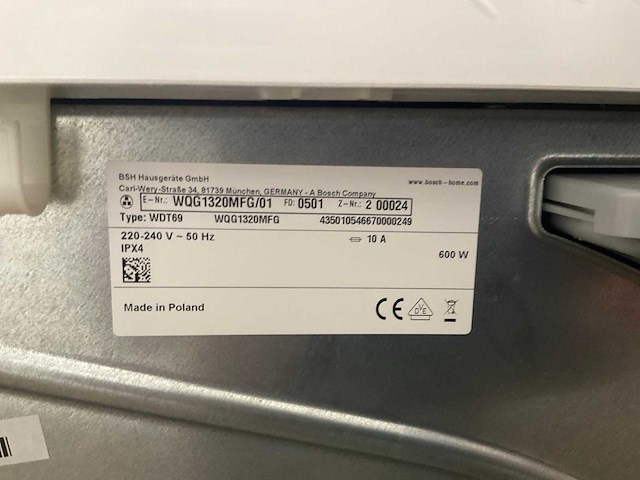 BSH Hausgeräte GmbH
Carl-Wery-Straße 34, 81739 München, GERMANY - A Bosch Company
www.bosch-home.com
E-Nr.: WQG1320MFG/01 FD: 0501 Z-Nr.: 2 00024
Type: WDT69 WQG1320MFG 435010546670000249
220-240 V ~ 50 Hz 10 A
IPX4
600 W
Made in Poland
CE
DVE